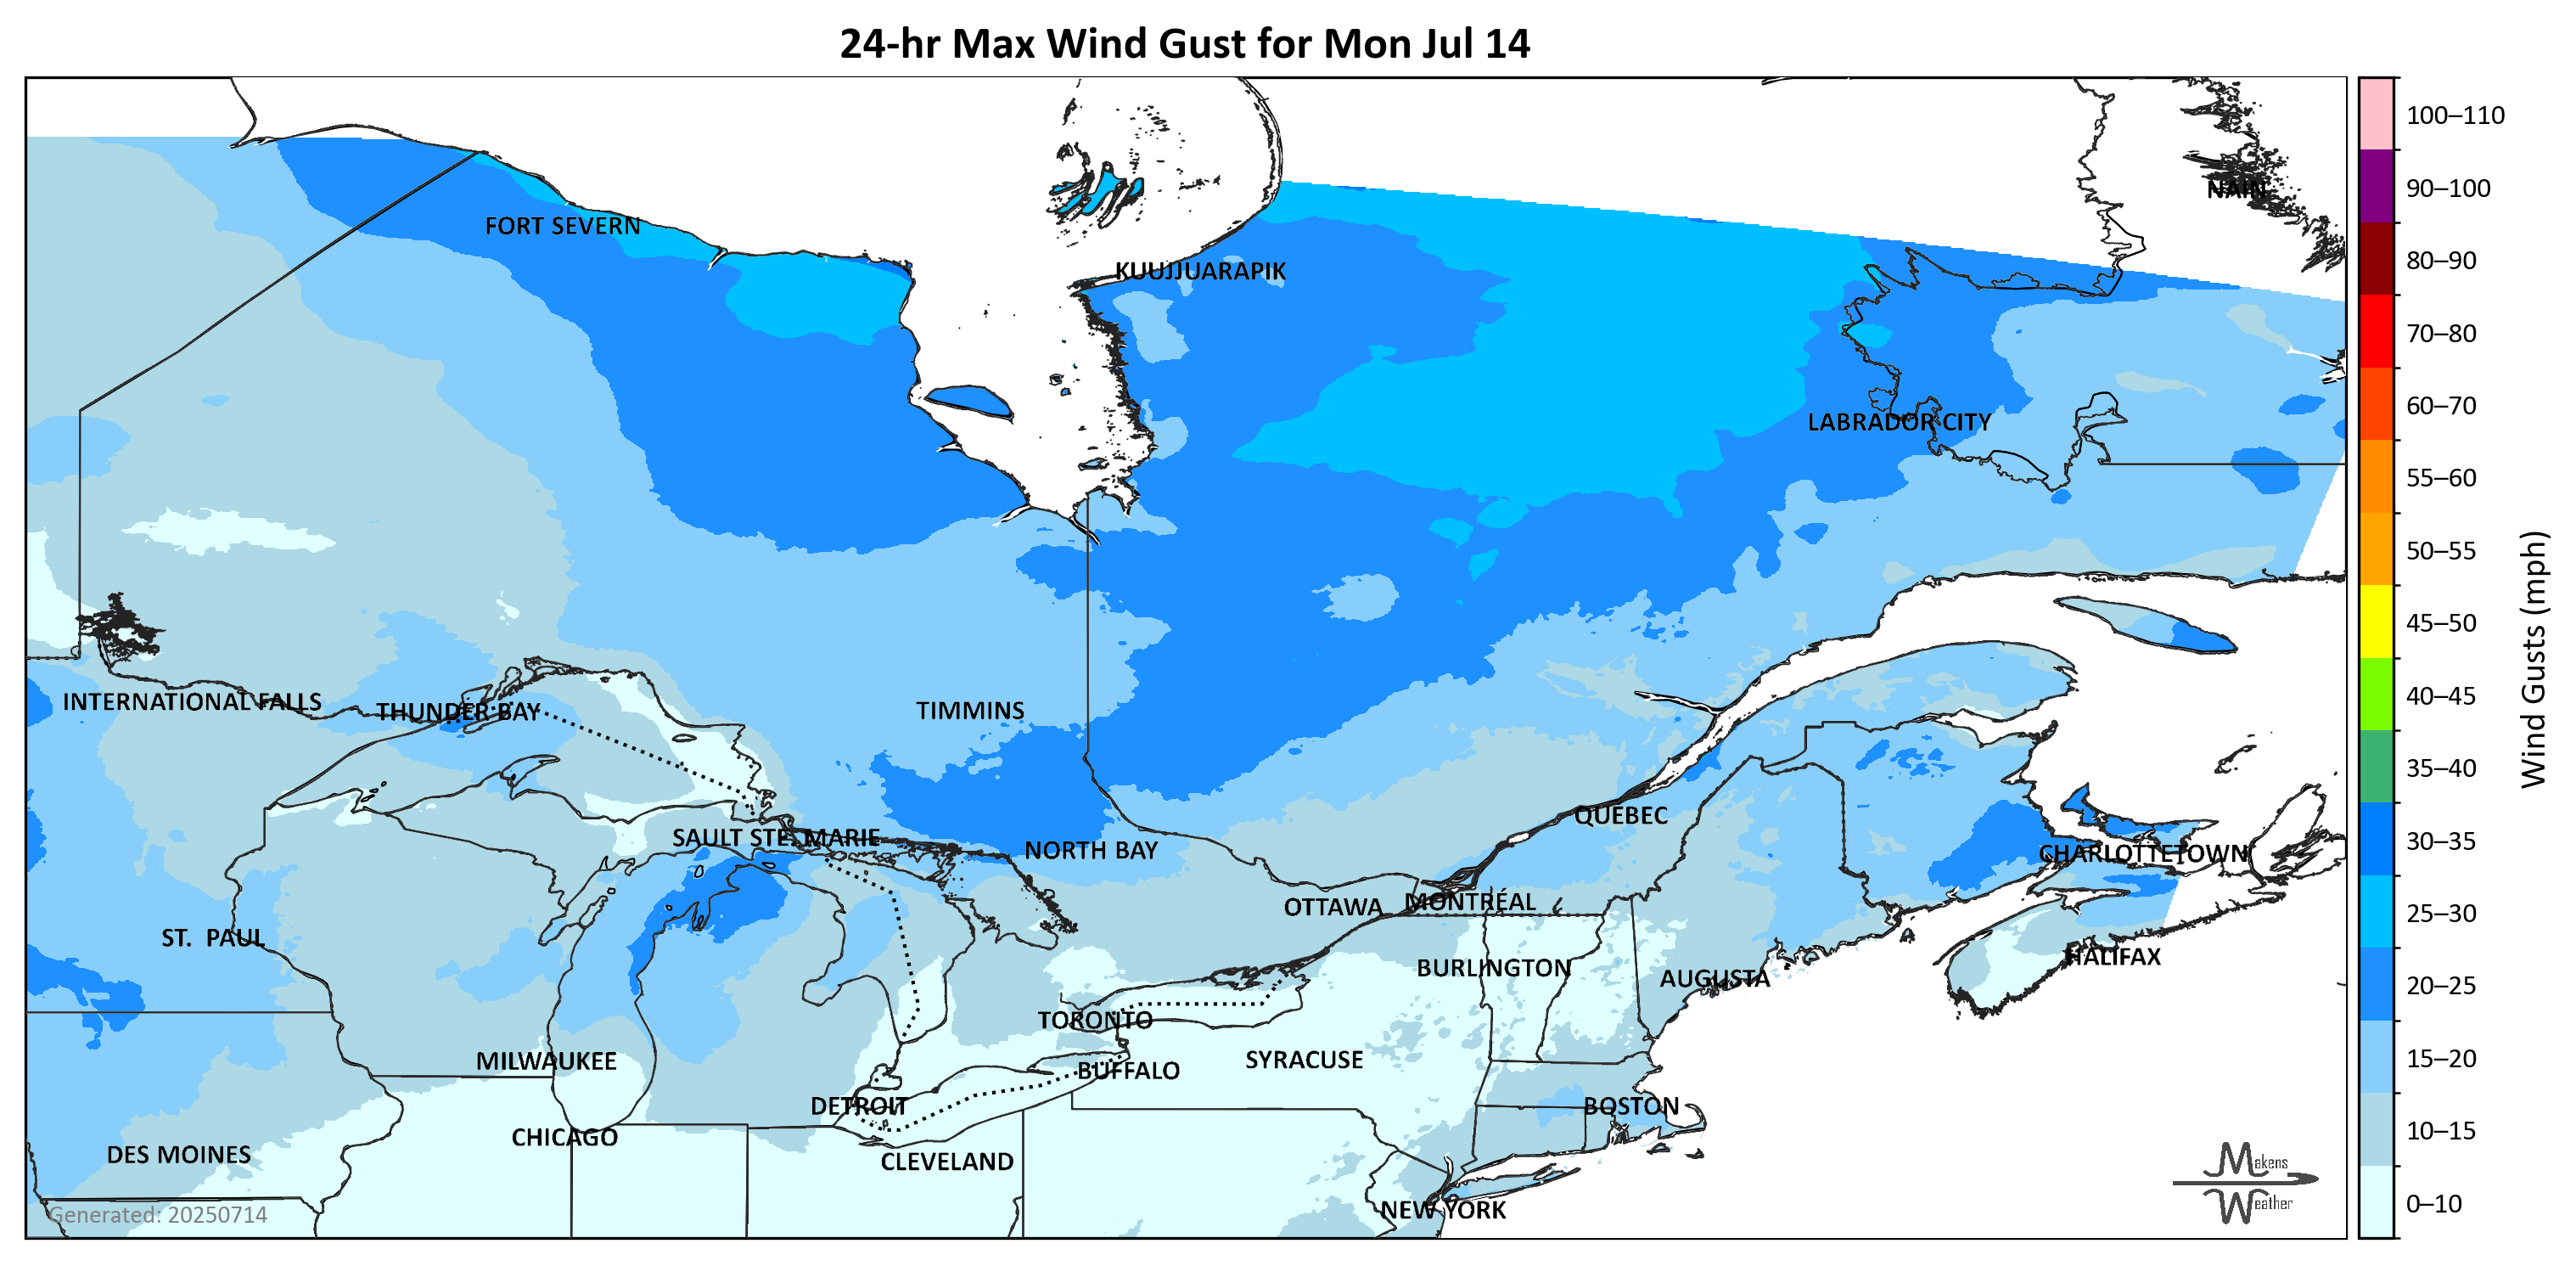 24-hr Max Wind Gust for Mon Jul 14
NAIN
FORT SEVERN
KUUJJUARAPIK
LABRADOR CITY
INTERNATIONAL FALLS
THUNDER BAY
TIMMINS
QUEBEC
SAULT STE. MARIE
NORTH BAY
CHARLOTTETOWN
OTTAWA
MONTRÉAL
ST. PAUL
BURLINGTON
AUGUSTA
HALIFAX
TORONTO
MILWAUKEE
BUFFALO
SYRACUSE
DETROIT
BOSTON
CHICAGO
DES MOINES
CLEVELAND
NEW YORK
Generated: 20250714
Makens
Weather
100–110
90–100
80–90
70–80
60–70
55–60
50–55
45–50
40–45
35–40
30–35
25–30
20–25
15–20
10–15
0–10
Wind Gusts (mph)